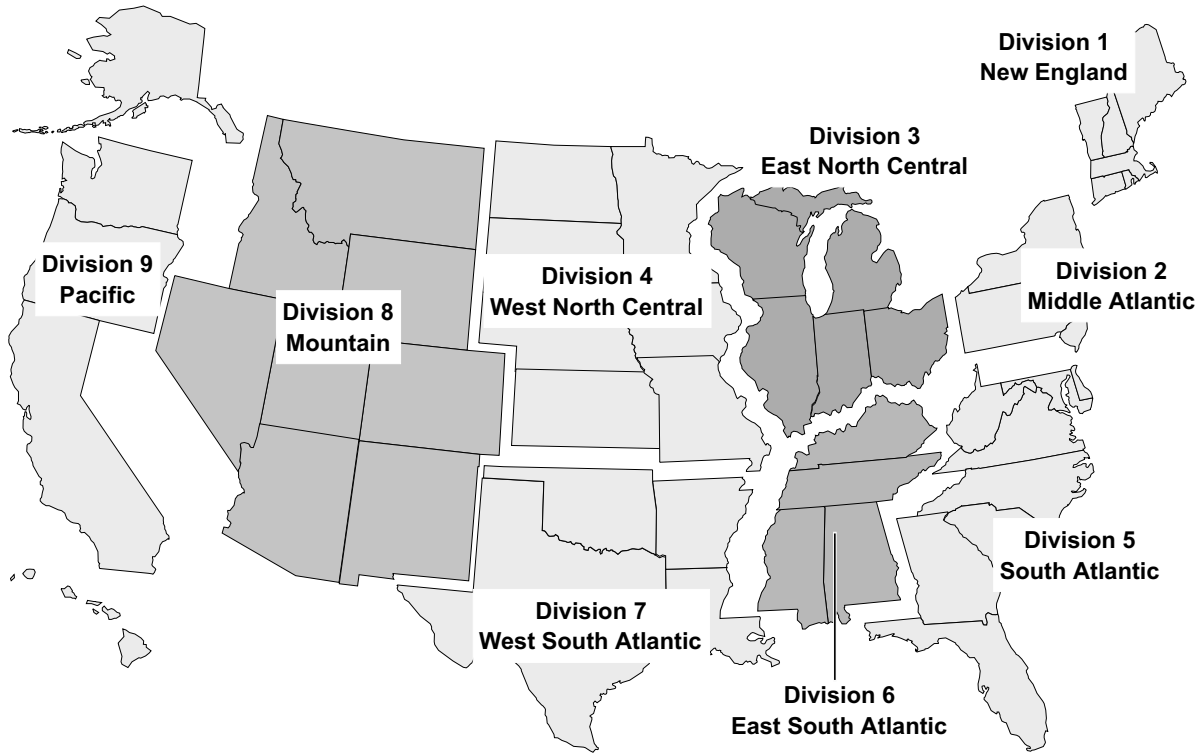 Division 1
New England
Division 3
East North Central
Division 9
Pacific
Division 4
West North Central
Division 2
Middle Atlantic
Division 8
Mountain
Division 5
South Atlantic
Division 7
West South Atlantic
Division 6
East South Atlantic